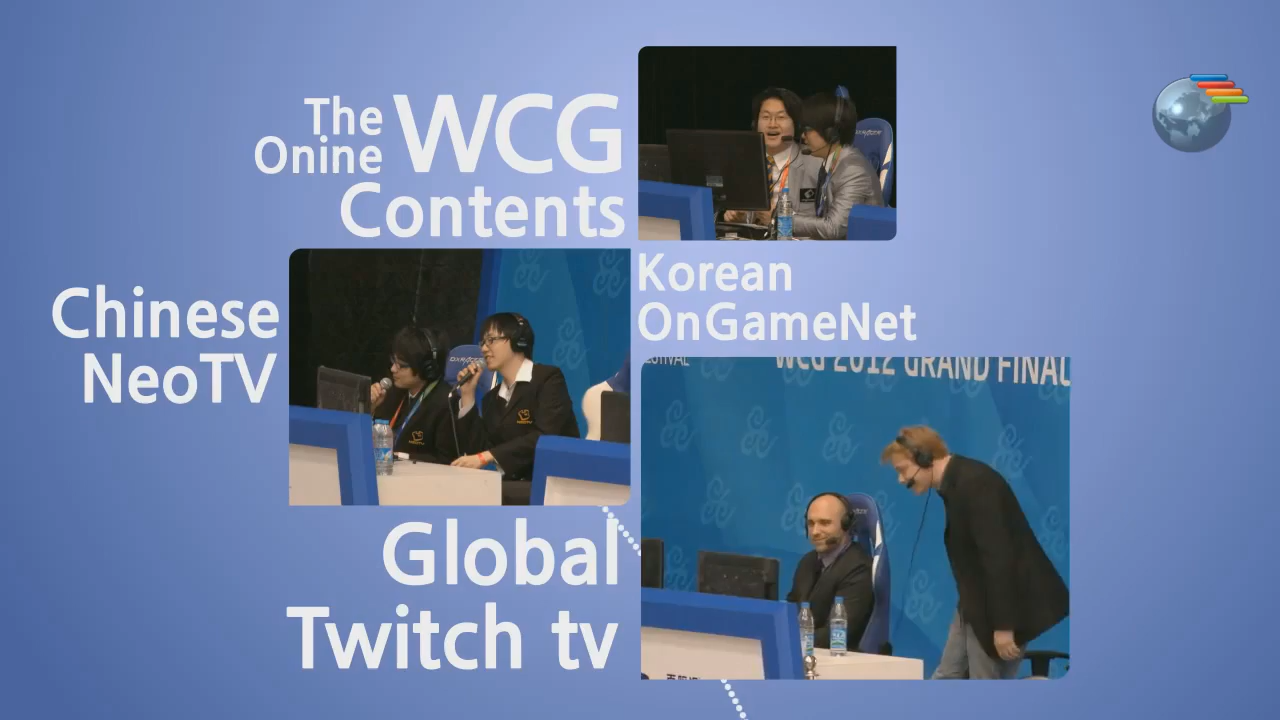 The
Onine WCG
Contents
Korean
OnGameNet
Chinese
NeoTV
WCG 2012 GRAND FINAL
Global
Twitch tv